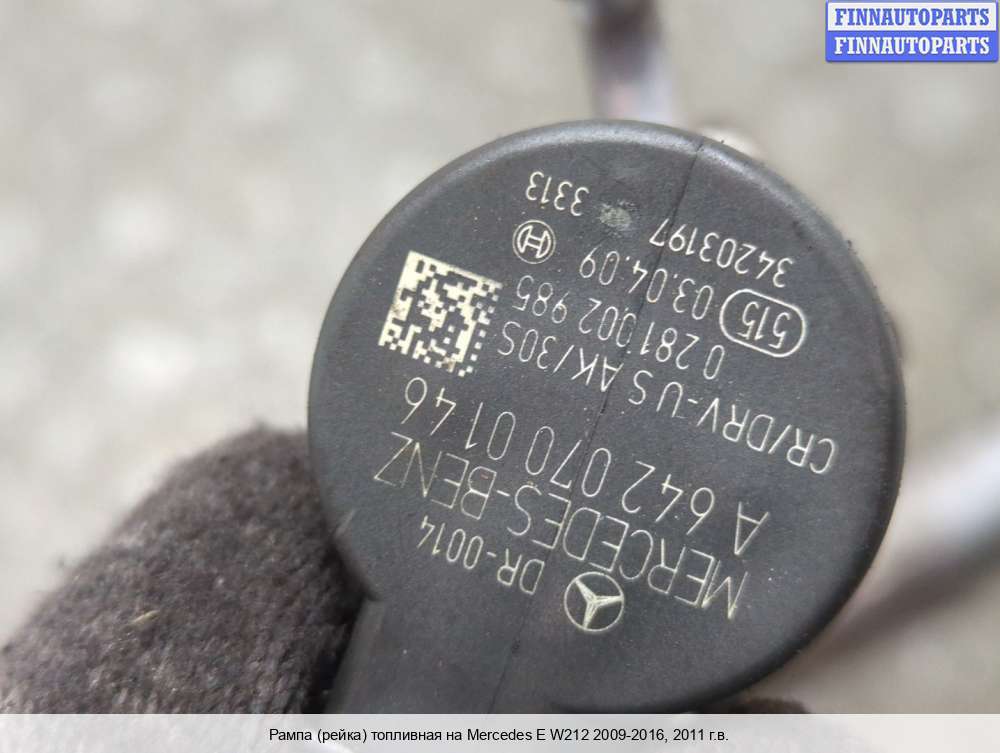 FINNAUTOPARTS
FINNAUTOPARTS
DR-0014
MERCEDES-BENZ
A 642 070 01 46
CR/DRV-U S AK/30S
0 281 002 985
515 03.04.09
34203197 3313
Рампа (рейка) топливная на Mercedes E W212 2009-2016, 2011 г.в.